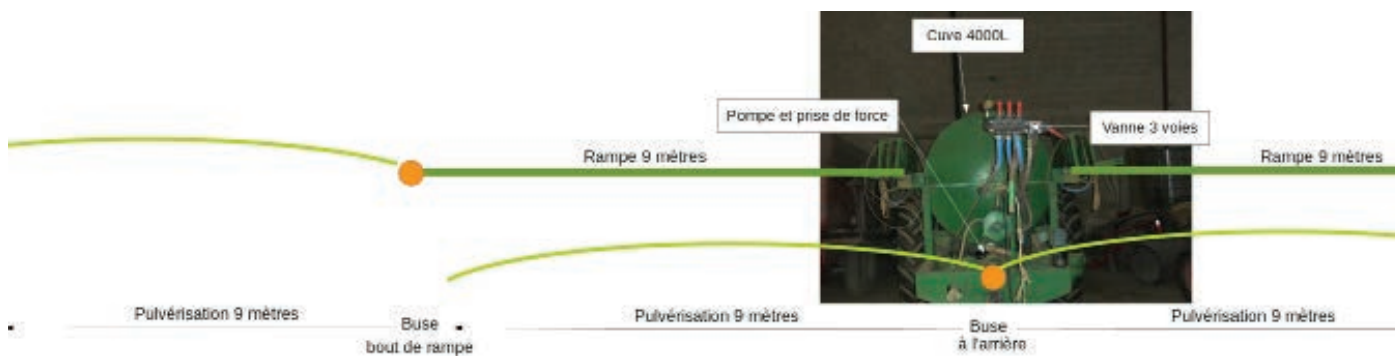 Cuve 4000L
Pompe et prise de force
Vanne 3 voies
Rampe 9 mètres
Rampe 9 mètres
Pulvérisation 9 mètres
Buse
bout de rampe
Pulvérisation 9 mètres
Buse
à l'arrière
Pulvérisation 9 mètres